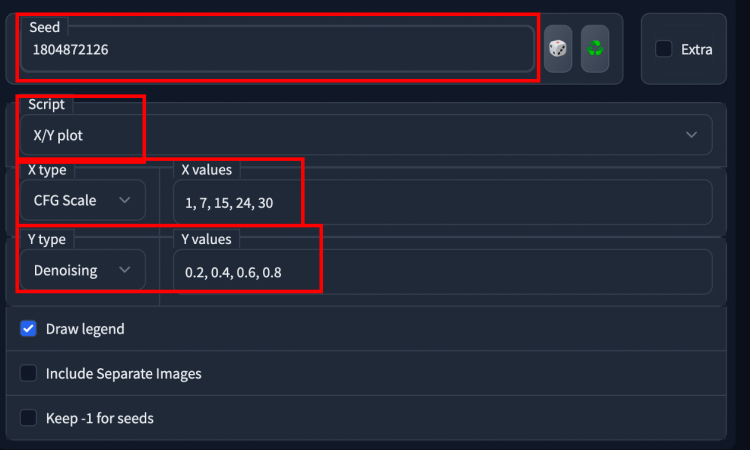 Seed
1804872126
Extra
Script
X/Y plot
X type
X values
CFG Scale
1, 7, 15, 24, 30
Y type
Y values
Denoising
0.2, 0.4, 0.6, 0.8
Draw legend
Include Separate Images
Keep -1 for seeds